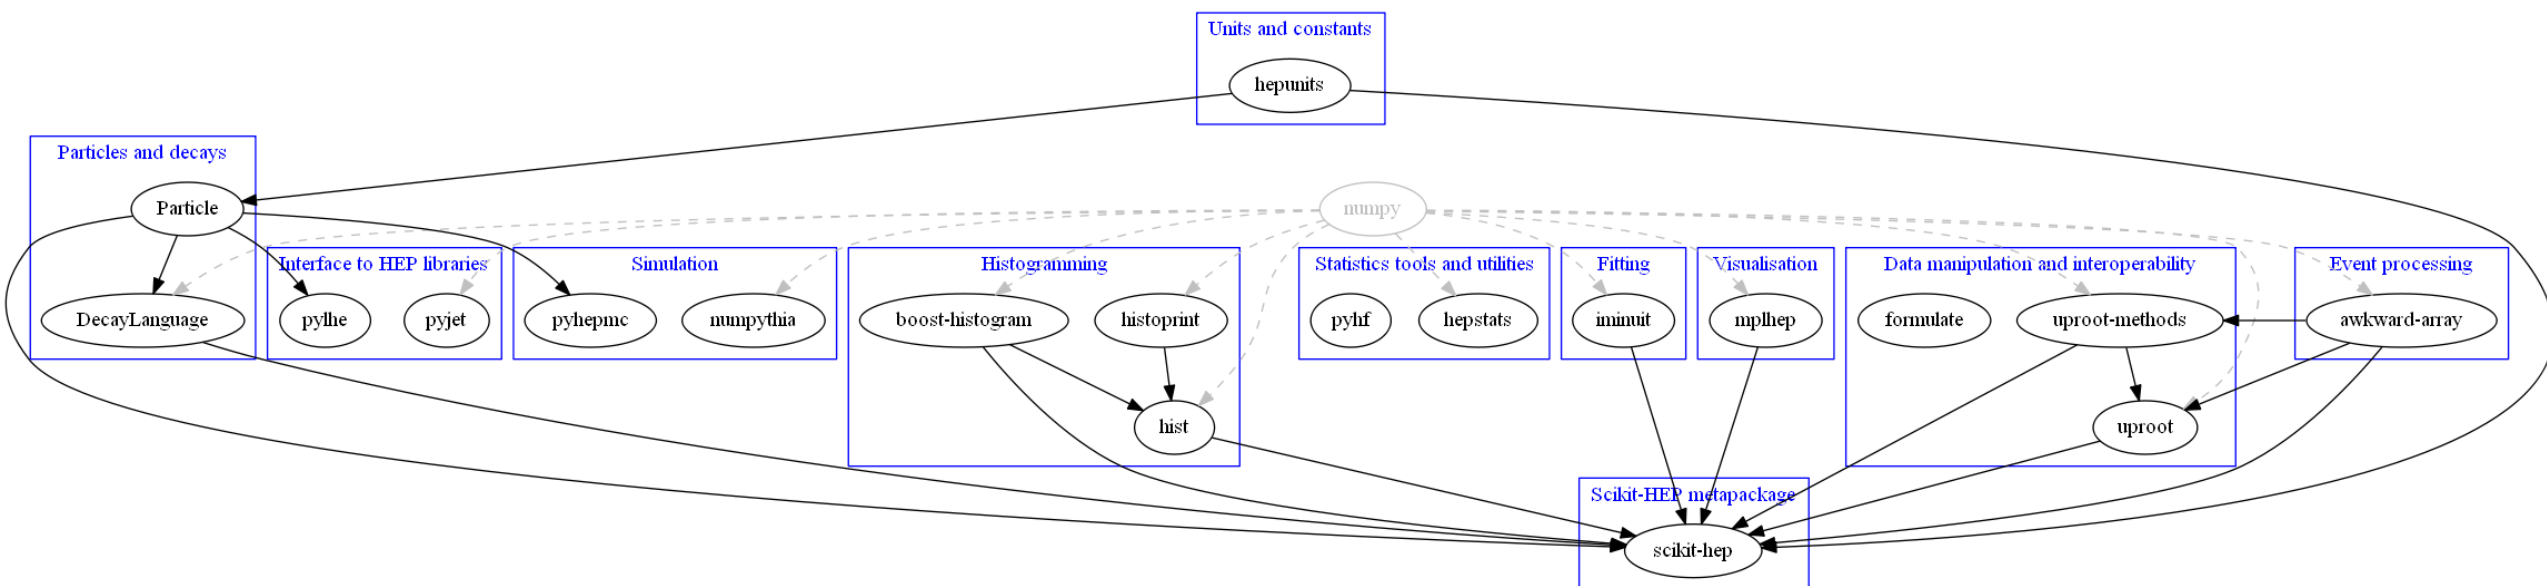 Units and constants
hepunits
Particles and decays
Particle
numpy
Interface to HEP libraries
Simulation
Histogramming
Statistics tools and utilities
Fitting
Visualisation
Data manipulation and interoperability
Event processing
DecayLanguage
pylhe
pyjet
pyhepmc
numpythia
boost-histogram
histoprint
pyhf
hepstats
iminuit
mplhep
formulate
uproot-methods
awkward-array
hist
uproot
Scikit-HEP metapackage
scikit-hep